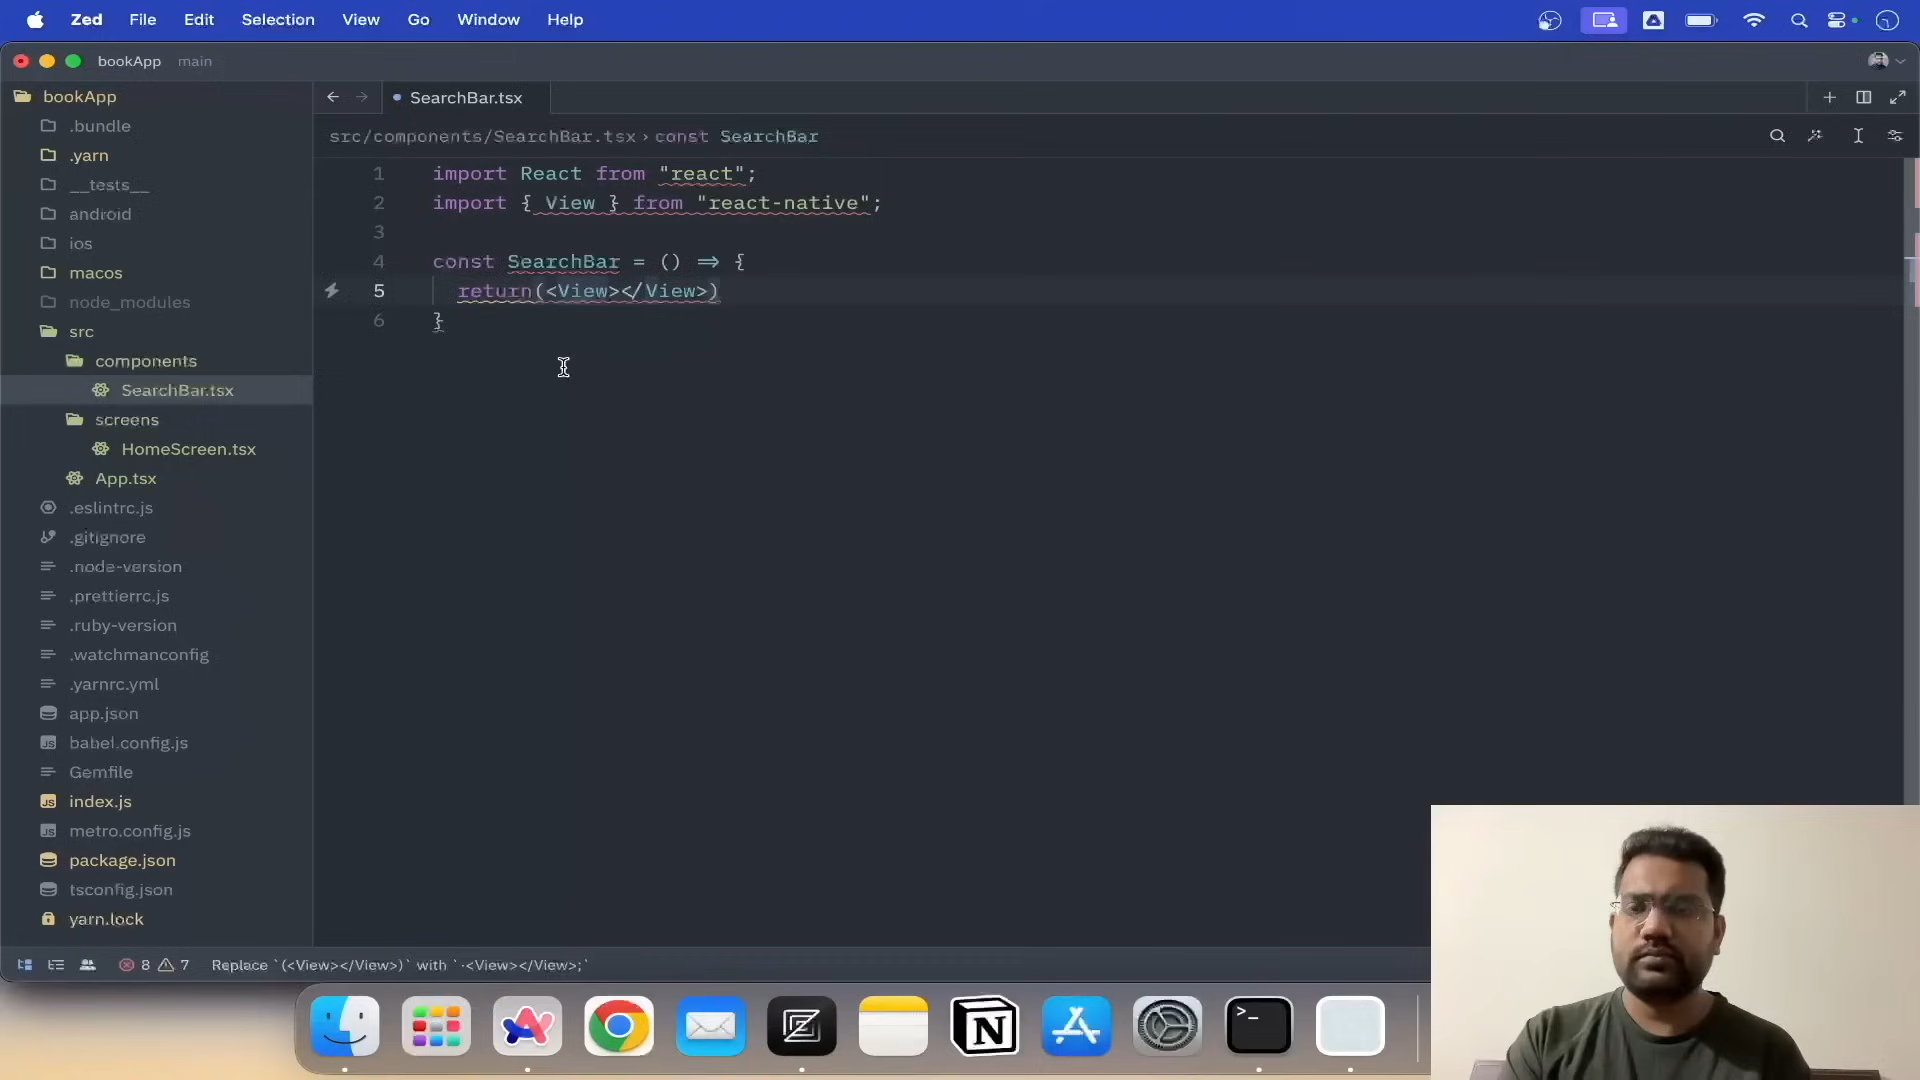 Zed File Edit Selection View Go Window Help
bookApp main
bookApp
.bundle
.yarn
__tests__
android
ios
macos
node_modules
src
components
SearchBar.tsx
screens
HomeScreen.tsx
App.tsx
.eslintrc.js
.gitignore
.node-version
.prettierrc.js
.ruby-version
.watchmanconfig
.yarnrc.yml
app.json
babel.config.js
Gemfile
index.js
metro.config.js
package.json
tsconfig.json
yarn.lock
SearchBar.tsx
src/components/SearchBar.tsx › const SearchBar
1 import React from "react";
2 import { View } from "react-native";
3
4 const SearchBar = () => {
5 return(<View></View>)
6 }
8 7 Replace `(<View></View>)` with `·<View></View>;`